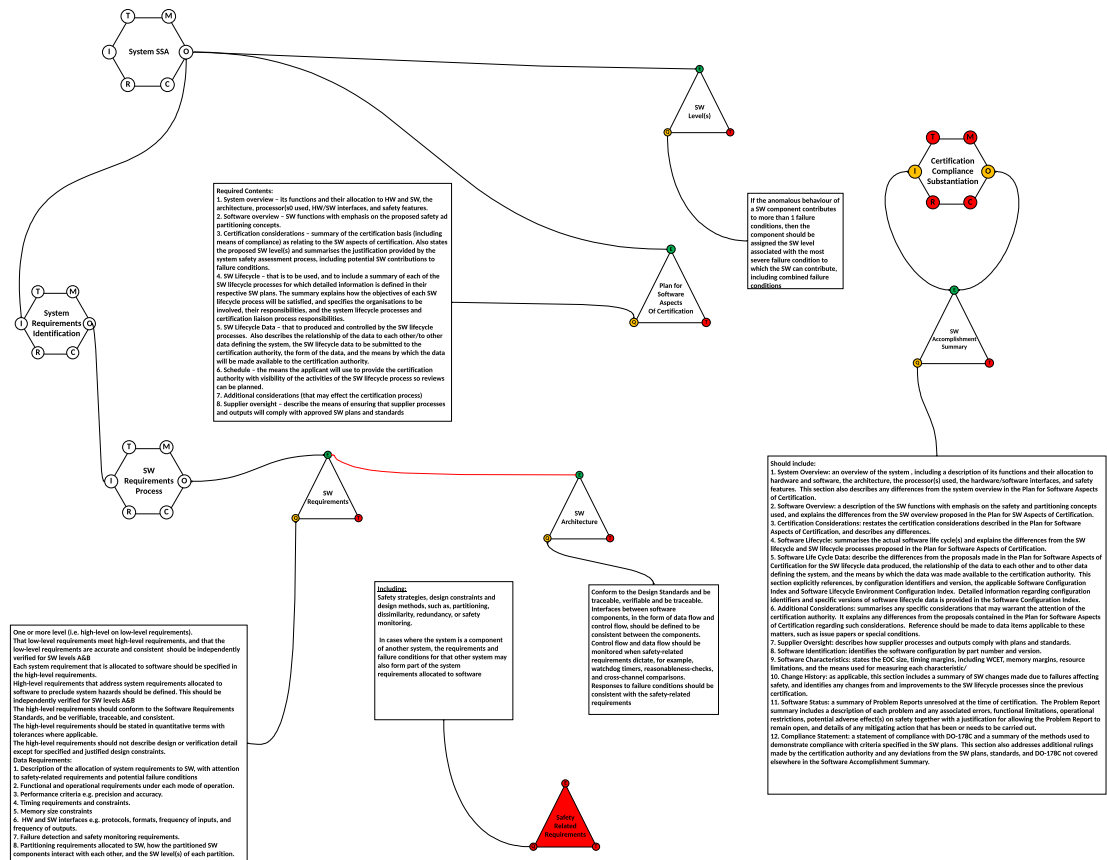 T
M
I
System SSA
O
R
C
E
SW
Level(s)
Q
T
If the anomalous behaviour of
a SW component contributes
to more than 1 failure
conditions, then the
component should be
assigned the SW level
associated with the most
severe failure condition to
which the SW can contribute,
including combined failure
conditions
T
M
I
Certification
Compliance
Substantiation
O
R
C
Required Contents:
1. System overview – its functions and their allocation to HW and SW, the
architecture, processor(s0 used, HW/SW interfaces, and safety features.
2. Software overview – SW functions with emphasis on the proposed safety ad
partitioning concepts.
3. Certification considerations – summary of the certification basis (including
means of compliance) as relating to the SW aspects of certification. Also states
the proposed SW level(s) and summarises the justification provided by the
system safety assessment process, including potential SW contributions to
failure conditions.
4. SW Lifecycle – that is to be used, and to include a summary of each of the
SW lifecycle processes for which detailed information is defined in their
respective SW plans. The summary explains how the objectives of each SW
lifecycle process will be satisfied, and specifies the organisations to be
involved, their responsibilities, and the system lifecycle processes and
certification liaison process responsibilities.
5. SW Lifecycle Data – that to produced and controlled by the SW lifecycle
processes. Also describes the relationship of the data to each other/to other
data defining the system, the SW lifecycle data to be submitted to the
certification authority, the form of the data, and the means by which the data
will be made available to the certification authority.
6. Schedule – the means the applicant will use to provide the certification
authority with visibility of the activities of the SW lifecycle process so reviews
can be planned.
7. Additional considerations (that may effect the certification process)
8. Supplier oversight – describe the means of ensuring that supplier processes
and outputs will comply with approved SW plans and standards
E
Plan for
Software
Aspects
Of Certification
Q
T
T
M
I
System
Requirements
Identification
O
R
C
E
SW
Accomplishment
Summary
Q
T
T
M
I
SW
Requirements
Process
O
R
C
E
SW
Requirements
Q
T
E
SW
Architecture
Q
T
Should include:
1. System Overview: an overview of the system , including a description of its functions and their allocation to
hardware and software, the architecture, the processor(s) used, the hardware/software interfaces, and safety
features. This section also describes any differences from the system overview in the Plan for Software Aspects
of Certification.
2. Software Overview: a description of the SW functions with emphasis on the safety and partitioning concepts
used, and explains the differences from the SW overview proposed in the Plan for SW Aspects of Certification.
3. Certification Considerations: restates the certification considerations described in the Plan for Software
Aspects of Certification, and describes any differences.
4. Software Lifecycle: summarises the actual software life cycle(s) and explains the differences from the SW
lifecycle and SW lifecycle processes proposed in the Plan for Software Aspects of Certification.
5. Software Life Cycle Data: describe the differences from the proposals made in the Plan for Software Aspects of
Certification for the SW lifecycle data produced, the relationship of the data to each other and to other data
defining the system, and the means by which the data was made available to the certification authority. This
section explicitly references, by configuration identifiers and version, the applicable Software Configuration
Index and Software Lifecycle Environment Configuration Index. Detailed information regarding configuration
identifiers and specific versions of software lifecycle data is provided in the Software Configuration Index.
6. Additional Considerations: summarises any specific considerations that may warrant the attention of the
certification authority. It explains any differences from the proposals contained in the Plan for Software Aspects
of Certification regarding such considerations. Reference should be made to data items applicable to these
matters, such as issue papers or special conditions.
7. Supplier Oversight: describes how supplier processes and outputs comply with plans and standards.
8. Software Identification: identifies the software configuration by part number and version.
9. Software Characteristics: states the EOC size, timing margins, including WCET, memory margins, resource
limitations, and the means used for measuring each characteristic/
10. Change History: as applicable, this section includes a summary of SW changes made due to failures affecting
safety, and identifies any changes from and improvements to the SW lifecycle processes since the previous
certification.
11. Software Status: a summary of Problem Reports unresolved at the time of certification. The Problem Report
summary includes a description of each problem and any associated errors, functional limitations, operational
restrictions, potential adverse effect(s) on safety together with a justification for allowing the Problem Report to
remain open, and details of any mitigating action that has been or needs to be carried out.
12. Compliance Statement: a statement of compliance with DO-178C and a summary of the methods used to
demonstrate compliance with criteria specified in the SW plans. This section also addresses additional rulings
made by the certification authority and any deviations from the SW plans, standards, and DO-178C not covered
elsewhere in the Software Accomplishment Summary.
Including:
Safety strategies, design constraints and
design methods, such as, partitioning,
dissimilarity, redundancy, or safety
monitoring.
In cases where the system is a component
of another system, the requirements and
failure conditions for that other system may
also form part of the system
requirements allocated to software
Conform to the Design Standards and be
traceable, verifiable and be traceable.
Interfaces between software
components, in the form of data flow and
control flow, should be defined to be
consistent between the components.
Control flow and data flow should be
monitored when safety-related
requirements dictate, for example,
watchdog timers, reasonableness-checks,
and cross-channel comparisons.
Responses to failure conditions should be
consistent with the safety-related
requirements
One or more level (i.e. high-level on low-level requirements).
That low-level requirements meet high-level requirements, and that the
low-level requirements are accurate and consistent should be independently
verified for SW levels A&B
Each system requirement that is allocated to software should be specified in
the high-level requirements.
High-level requirements that address system requirements allocated to
software to preclude system hazards should be defined. This should be
independently verified for SW levels A&B
The high-level requirements should conform to the Software Requirements
Standards, and be verifiable, traceable, and consistent.
The high-level requirements should be stated in quantitative terms with
tolerances where applicable.
The high-level requirements should not describe design or verification detail
except for specified and justified design constraints.
Data Requirements:
1. Description of the allocation of system requirements to SW, with attention
to safety-related requirements and potential failure conditions
2. Functional and operational requirements under each mode of operation.
3. Performance criteria e.g. precision and accuracy.
4. Timing requirements and constraints.
5. Memory size constraints
6. HW and SW interfaces e.g. protocols, formats, frequency of inputs, and
frequency of outputs.
7. Failure detection and safety monitoring requirements.
8. Partitioning requirements allocated to SW, how the partitioned SW
components interact with each other, and the SW level(s) of each partition.
Safety
Related
Requirements